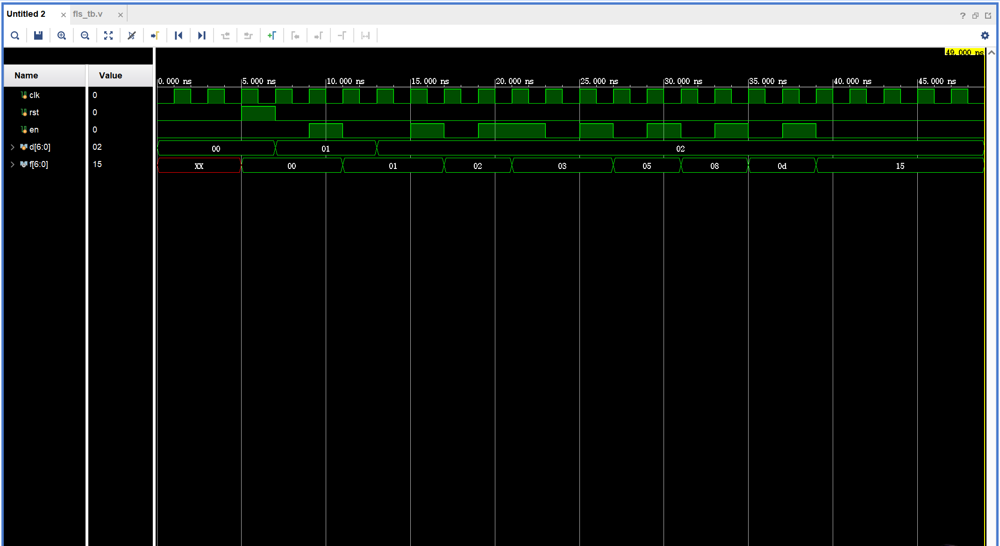 Untitled 2 × fls_tb.v × ?
49.000 ns
Name Value
0.000 ns 5.000 ns 10.000 ns 15.000 ns 20.000 ns 25.000 ns 30.000 ns 35.000 ns 40.000 ns 45.000 ns
clk 0
rst 0
en 0
d[6:0] 02 00 01 02
f[6:0] 15 XX 00 01 02 03 05 08 0d 15